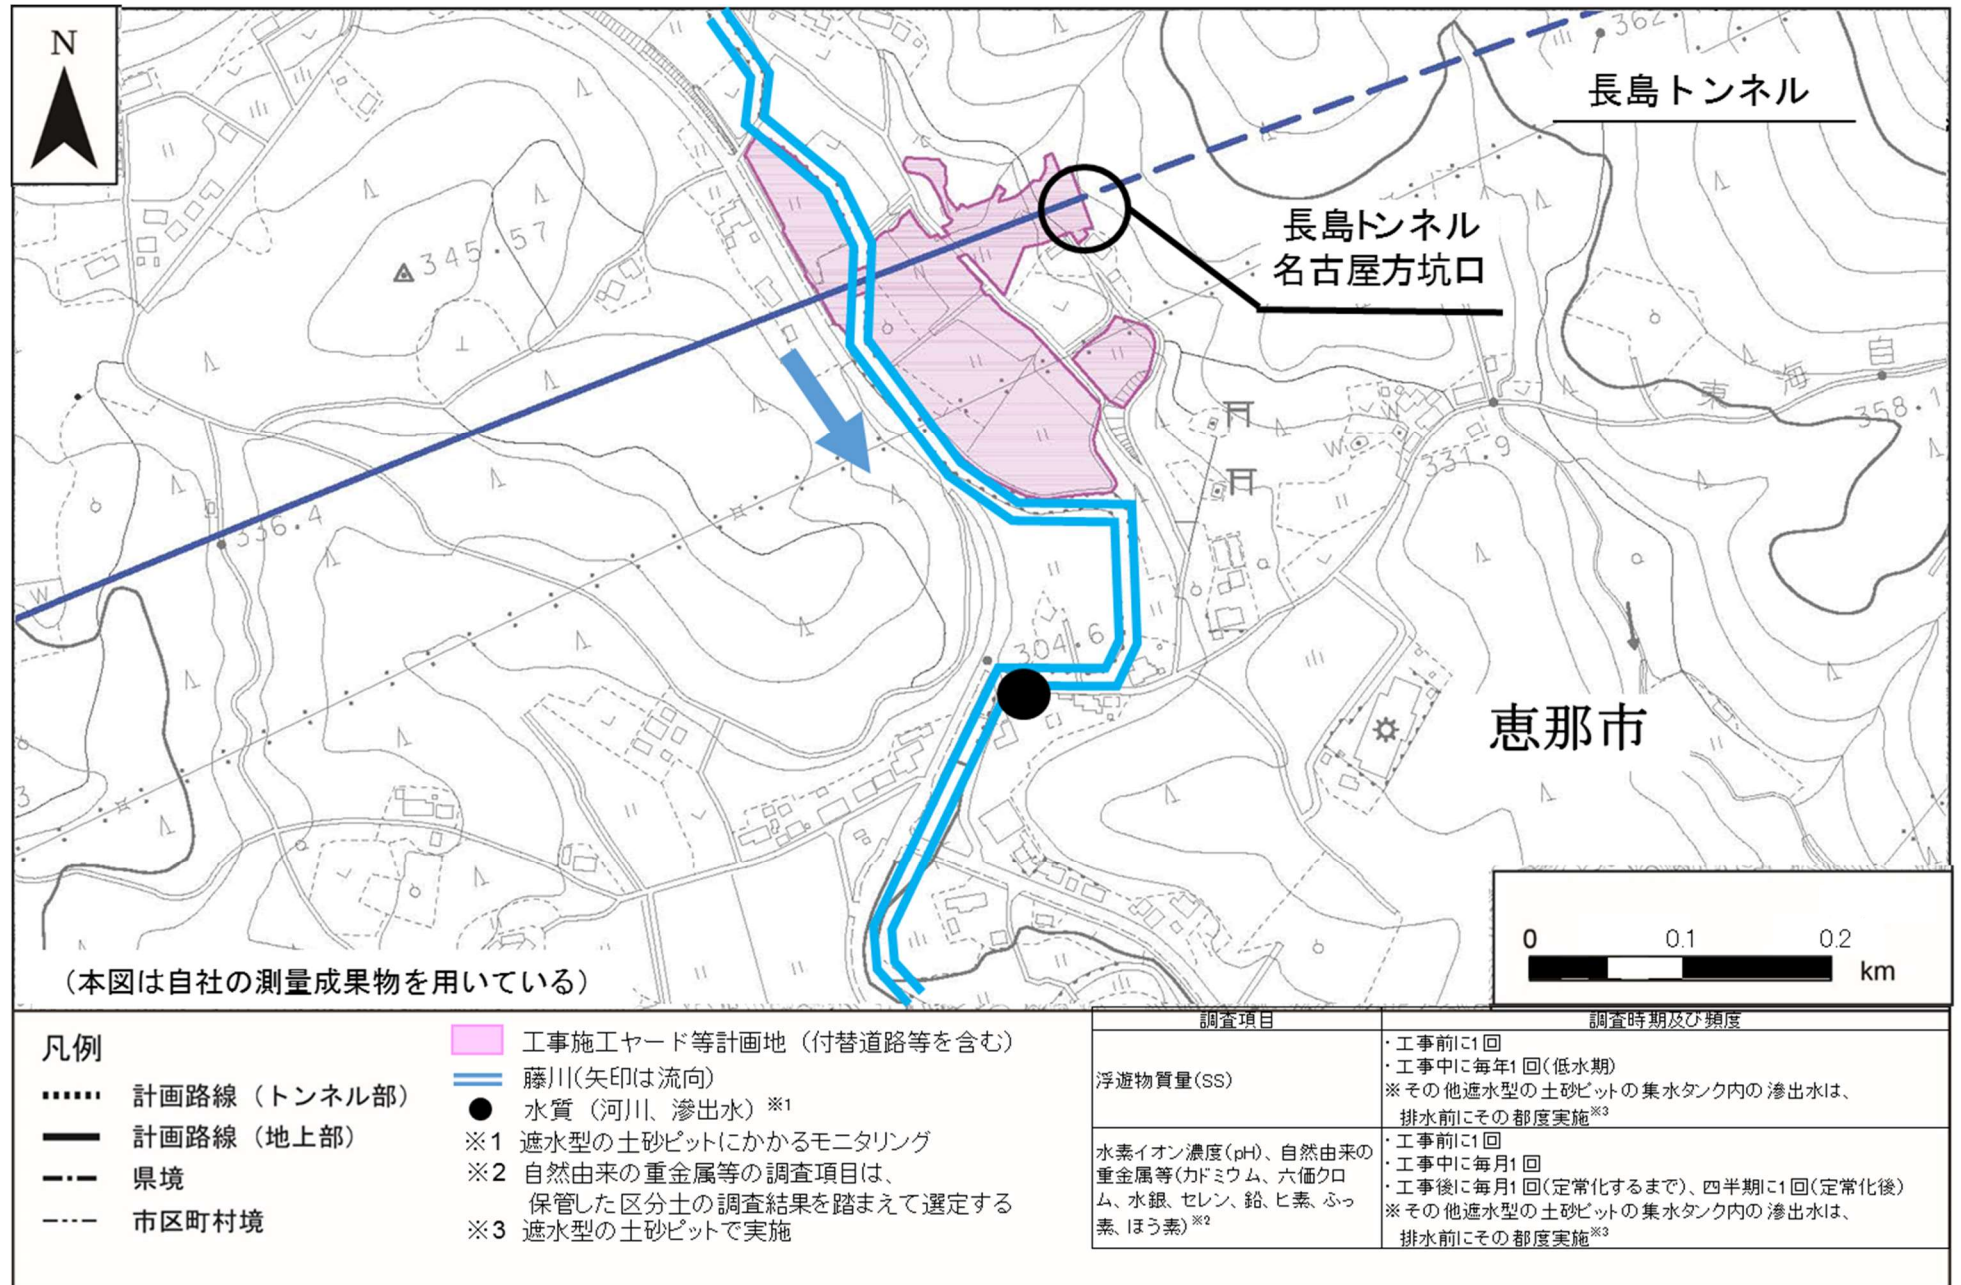 N
362.
長島トンネル
長島トンネル
名古屋方坑口
345.57
358.1
331.9
336.4
W
W
W
304.6
恵那市
0 0.1 0.2
km
（本図は自社の測量成果物を用いている）
凡例
計画路線（トンネル部）
計画路線（地上部）
県境
市区町村境
工事施工ヤード等計画地（付替道路等を含む）
藤川(矢印は流向)
水質（河川、滲出水）※1
※1 遮水型の土砂ピットにかかるモニタリング
※2 自然由来の重金属等の調査項目は、
保管した区分土の調査結果を踏まえて選定する
※3 遮水型の土砂ピットで実施
調査項目 調査時期及び頻度
浮遊物質量(SS)
・工事前に1回
・工事中に毎年1回(低水期)
※その他遮水型の土砂ピットの集水タンク内の滲出水は、
排水前にその都度実施※3
水素イオン濃度(pH)、自然由来の
重金属等(カドミウム、六価クロ
ム、水銀、セレン、鉛、ヒ素、ふっ
素、ほう素)※2
・工事前に1回
・工事中に毎月1回
・工事後に毎月1回(定常化するまで)、四半期に1回(定常化後)
※その他遮水型の土砂ピットの集水タンク内の滲出水は、
排水前にその都度実施※3